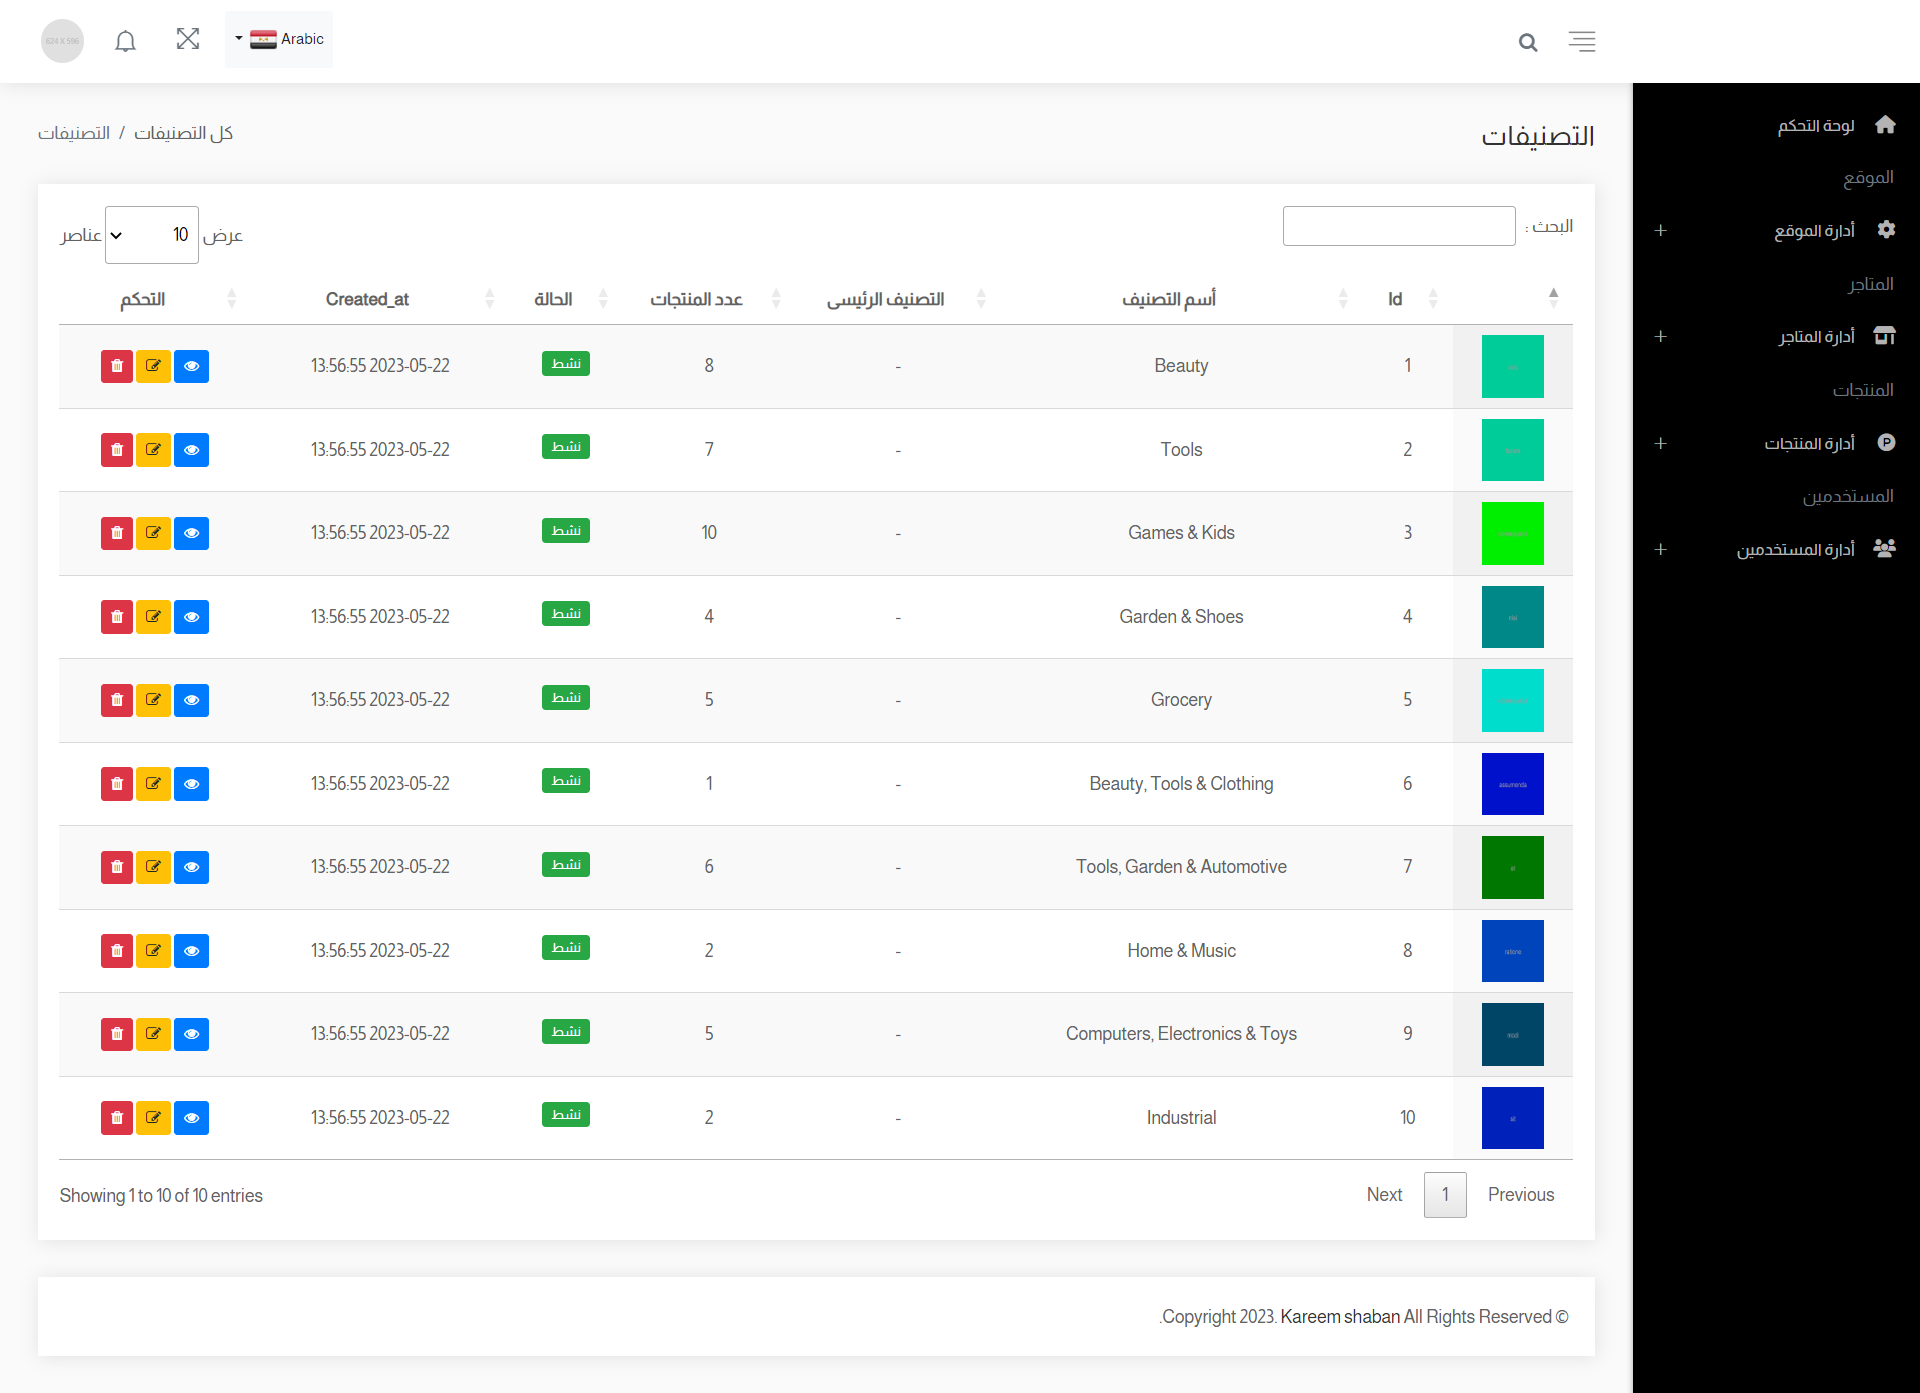 624 X 596
Arabic
لوحة التحكم
الموقع
أدارة الموقع
المتاجر
أدارة المتاجر
المنتجات
أدارة المنتجات
المستخدمين
أدارة المستخدمين
التصنيفات
كل التصنيفات / التصنيفات
البحث :
عرض 10 عناصر
Id أسم التصنيف التصنيف الرئيسى عدد المنتجات الحالة Created_at التحكم
1 Beauty - 8 نشط 13:56:55 2023-05-22
2 Tools - 7 نشط 13:56:55 2023-05-22
3 Games & Kids - 10 نشط 13:56:55 2023-05-22
4 Garden & Shoes - 4 نشط 13:56:55 2023-05-22
5 Grocery - 5 نشط 13:56:55 2023-05-22
assumenda 6 Beauty, Tools & Clothing - 1 نشط 13:56:55 2023-05-22
7 Tools, Garden & Automotive - 6 نشط 13:56:55 2023-05-22
8 Home & Music - 2 نشط 13:56:55 2023-05-22
9 Computers, Electronics & Toys - 5 نشط 13:56:55 2023-05-22
10 Industrial - 2 نشط 13:56:55 2023-05-22
Previous 1 Next
Showing 1 to 10 of 10 entries
.Copyright 2023. Kareem shaban All Rights Reserved ©